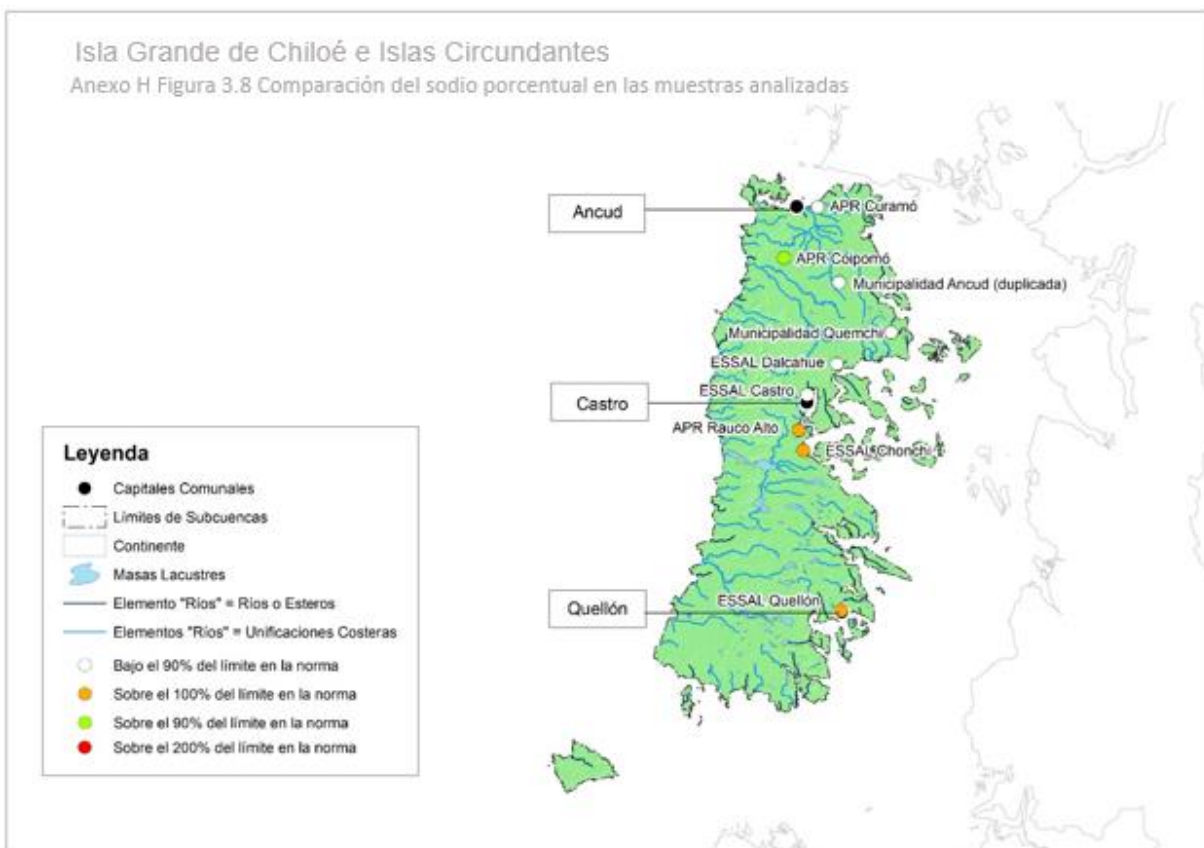 Isla Grande de Chiloé e Islas Circundantes
Anexo H Figura 3.8 Comparación del sodio porcentual en las muestras analizadas
Ancud
APR Curamó
APR Coipomó
Municipalidad Ancud (duplicada)
Municipalidad Quemchi
ESSAL Dalcahue
ESSAL Castro
Castro
APR Rauco Alto
ESSAL Chonchi
ESSAL Quellón
Quellón
Leyenda
Capitales Comunales
Límites de Subcuencas
Continente
Masas Lacustres
Elemento "Ríos" = Ríos o Esteros
Elementos "Ríos" = Unificaciones Costeras
Bajo el 90% del límite en la norma
Sobre el 100% del límite en la norma
Sobre el 90% del límite en la norma
Sobre el 200% del límite en la norma